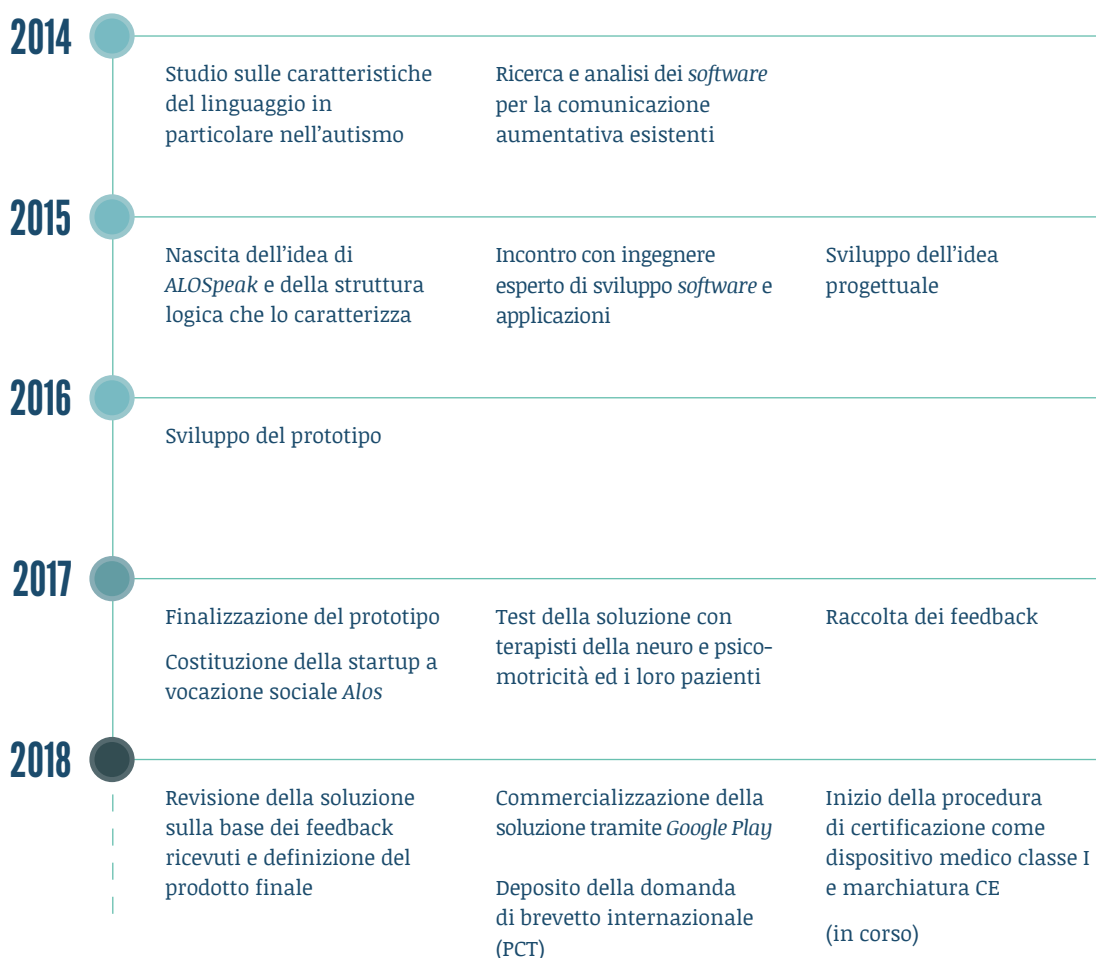 2014
Studio sulle caratteristiche
del linguaggio in
particolare nell'autismo
Ricerca e analisi dei software
per la comunicazione
aumentativa esistenti
2015
Nascita dell'idea di
ALOSpeak e della struttura
logica che lo caratterizza
Incontro con ingegnere
esperto di sviluppo software e
applicazioni
Sviluppo dell'idea
progettuale
2016
Sviluppo del prototipo
2017
Finalizzazione del prototipo
Costituzione della startup a
vocazione sociale Alos
Test della soluzione con
terapisti della neuro e psico-
motricità ed i loro pazienti
Raccolta dei feedback
2018
Revisione della soluzione
sulla base dei feedback
ricevuti e definizione del
prodotto finale
Commercializzazione della
soluzione tramite Google Play
Deposito della domanda
di brevetto internazionale
(PCT)
Inizio della procedura
di certificazione come
dispositivo medico classe I
e marchiatura CE
(in corso)